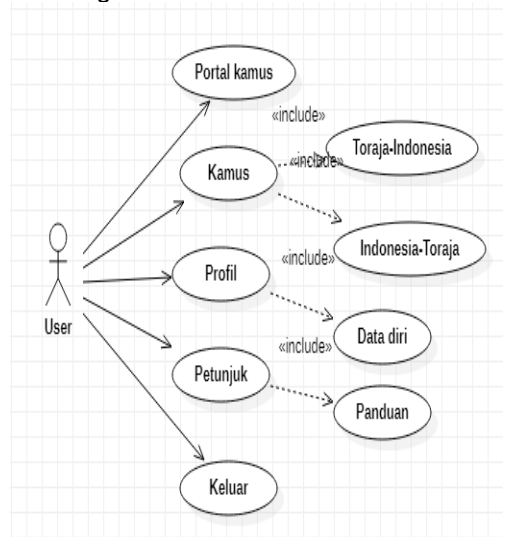 Portal kamus
«include»
Toraja-Indonesia
«include»
Kamus
Indonesia-Toraja
«include»
Profil
User
Data diri
«include»
Petunjuk
Panduan
Keluar